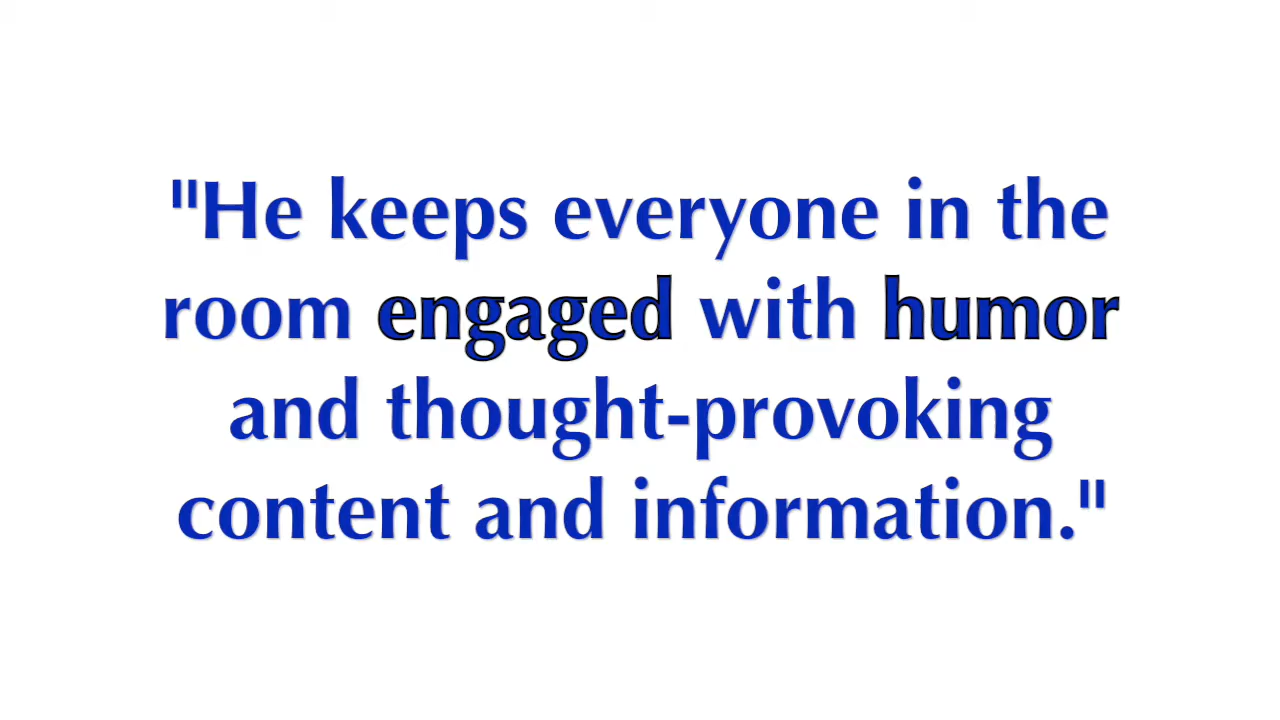 "He keeps everyone in the
room engaged with humor
and thought-provoking
content and information."